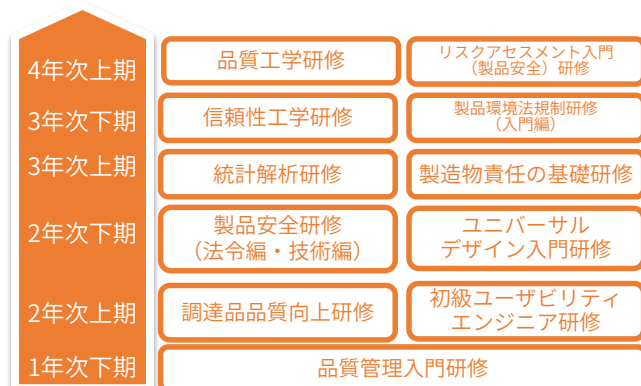 4年次上期
品質工学研修
リスクアセスメント入門
（製品安全）研修
3年次下期
信頼性工学研修
製品環境法規制研修
（入門編）
3年次上期
統計解析研修
製造物責任の基礎研修
2年次下期
製品安全研修
（法令編・技術編）
ユニバーサル
デザイン入門研修
2年次上期
調達品品質向上研修
初級ユーザビリティ
エンジニア研修
1年次下期
品質管理入門研修